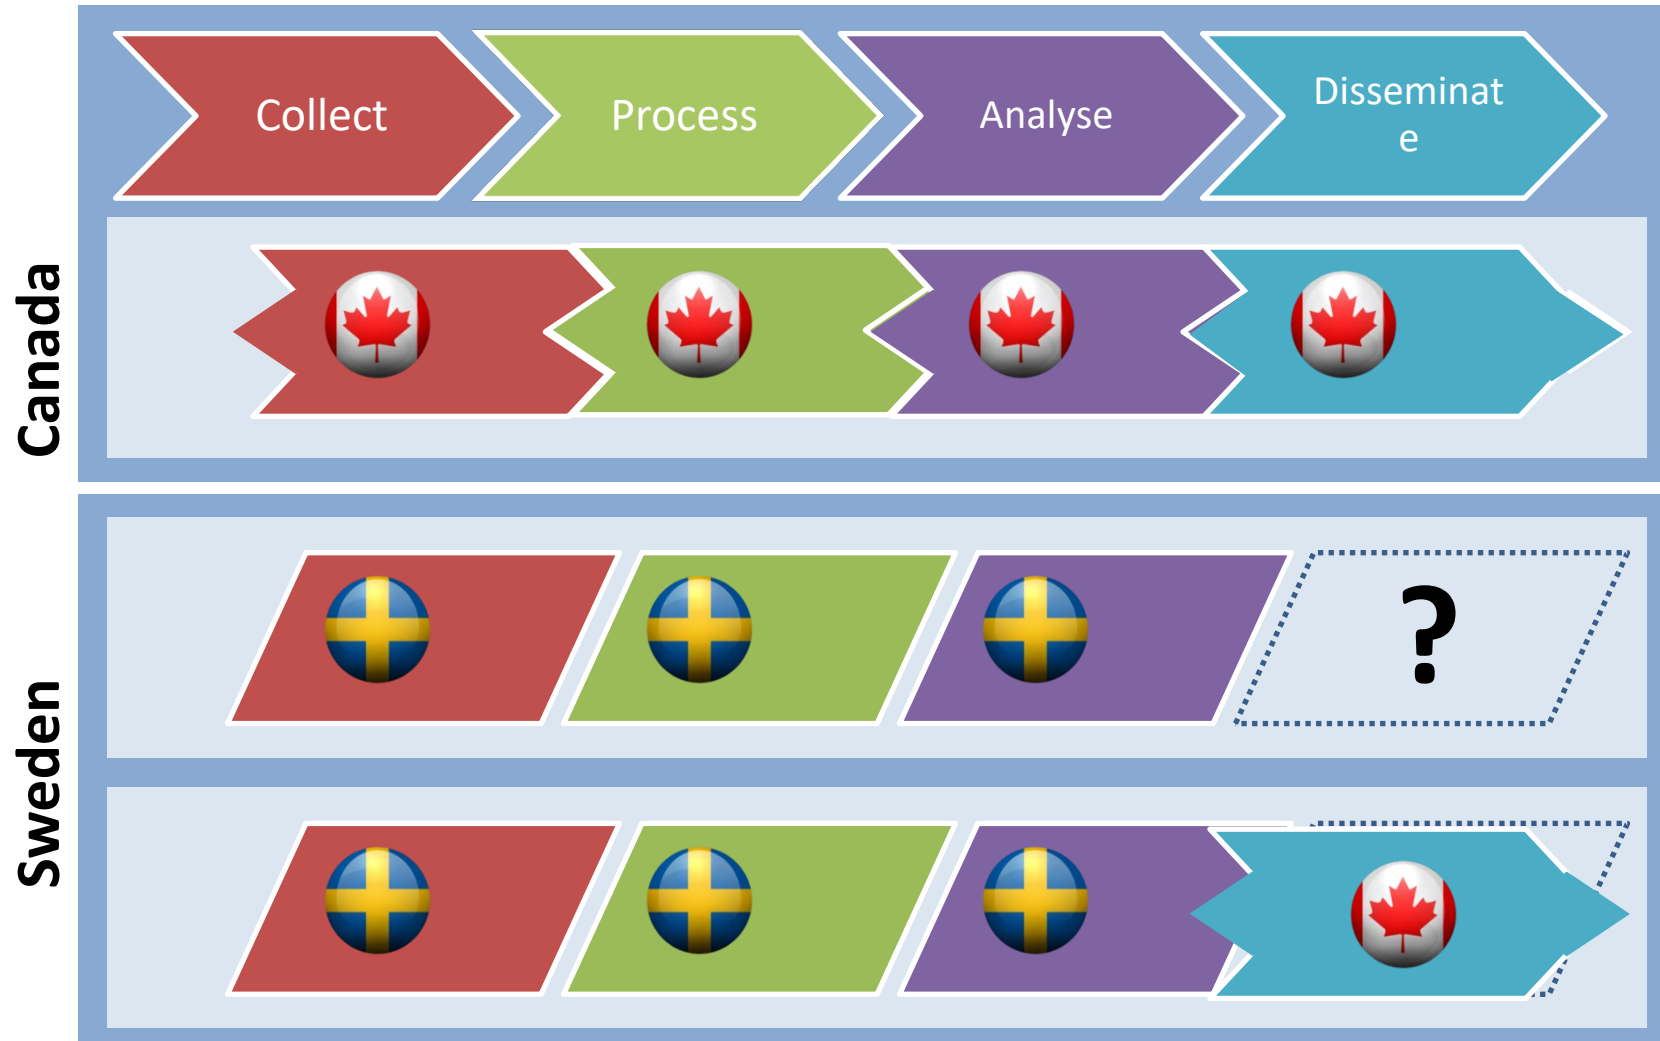 Collect
Process
Analyse
Disseminat
e
Canada
Sweden
?